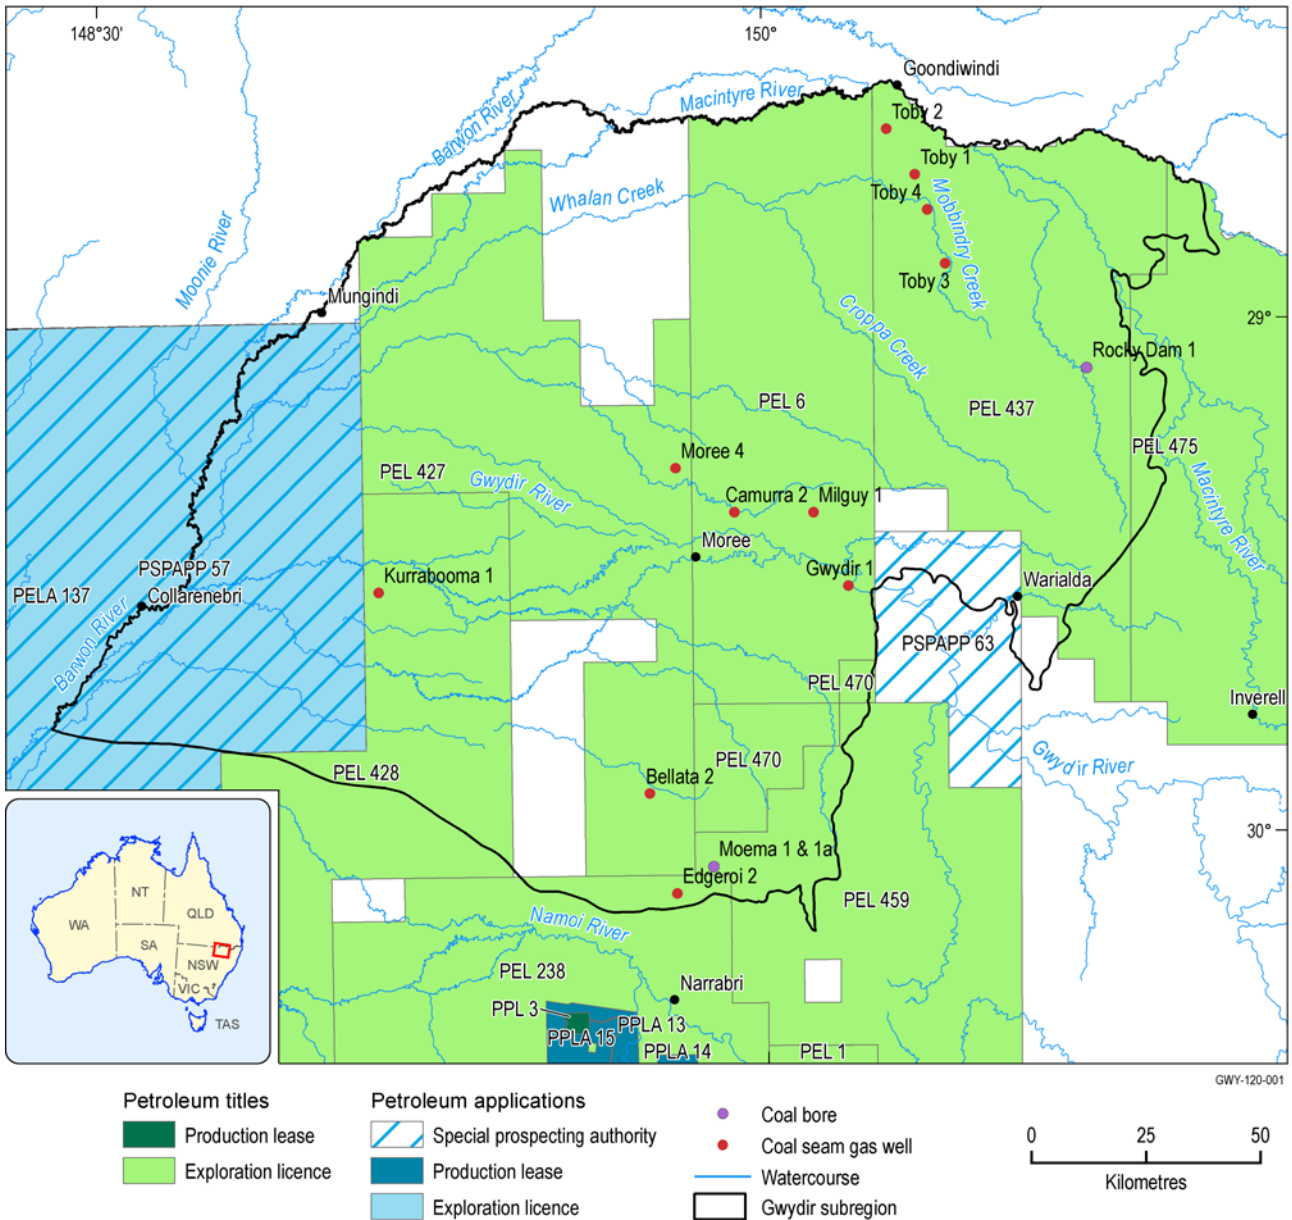 148°30'
150°
Goondiwindi
Macintyre River
Toby 2
Barwon River
Toby 1
Whalan Creek
Toby 4
Mobbindry Creek
Moonie River
Toby 3
Mungindi
29°
Croppa Creek
Rocky Dam 1
PEL 6
PEL 437
PEL 475
Moree 4
PEL 427
Gwydir River
Camurra 2
Milguy 1
Macintyre River
Moree
PSPAPP 57
Kurrabooma 1
Gwydir 1
Warialda
PELA 137
Collarenebri
Barwon River
PSPAPP 63
PEL 470
Inverell
PEL 428
PEL 470
Gwydir River
Bellata 2
30°
Moema 1 & 1a
Edgeroi 2
PEL 459
Namoi River
PEL 238
Narrabri
PPL 3
PPLA 13
PPLA 15
PPLA 14
PEL 1
NT
QLD
WA
SA
NSW
VIC
TAS
GWY-120-001
Petroleum titles
Production lease
Exploration licence
Petroleum applications
Special prospecting authority
Production lease
Exploration licence
Coal bore
Coal seam gas well
Watercourse
Gwydir subregion
0 25 50
Kilometres